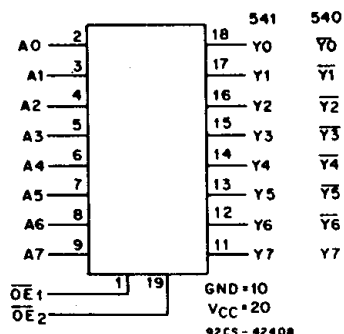 541 540
A0 2 18 Y0 Y̅0̅
A1 3 17 Y1 Y̅1̅
A2 4 16 Y2 Y̅2̅
A3 5 15 Y3 Y̅3̅
A4 6 14 Y4 Y̅4̅
A5 7 13 Y5 Y̅5̅
A6 8 12 Y6 Y̅6̅
A7 9 11 Y7 Y7
1 19
O̅E̅1 GND=10
O̅E̅2 VCC=20
92CS-42408